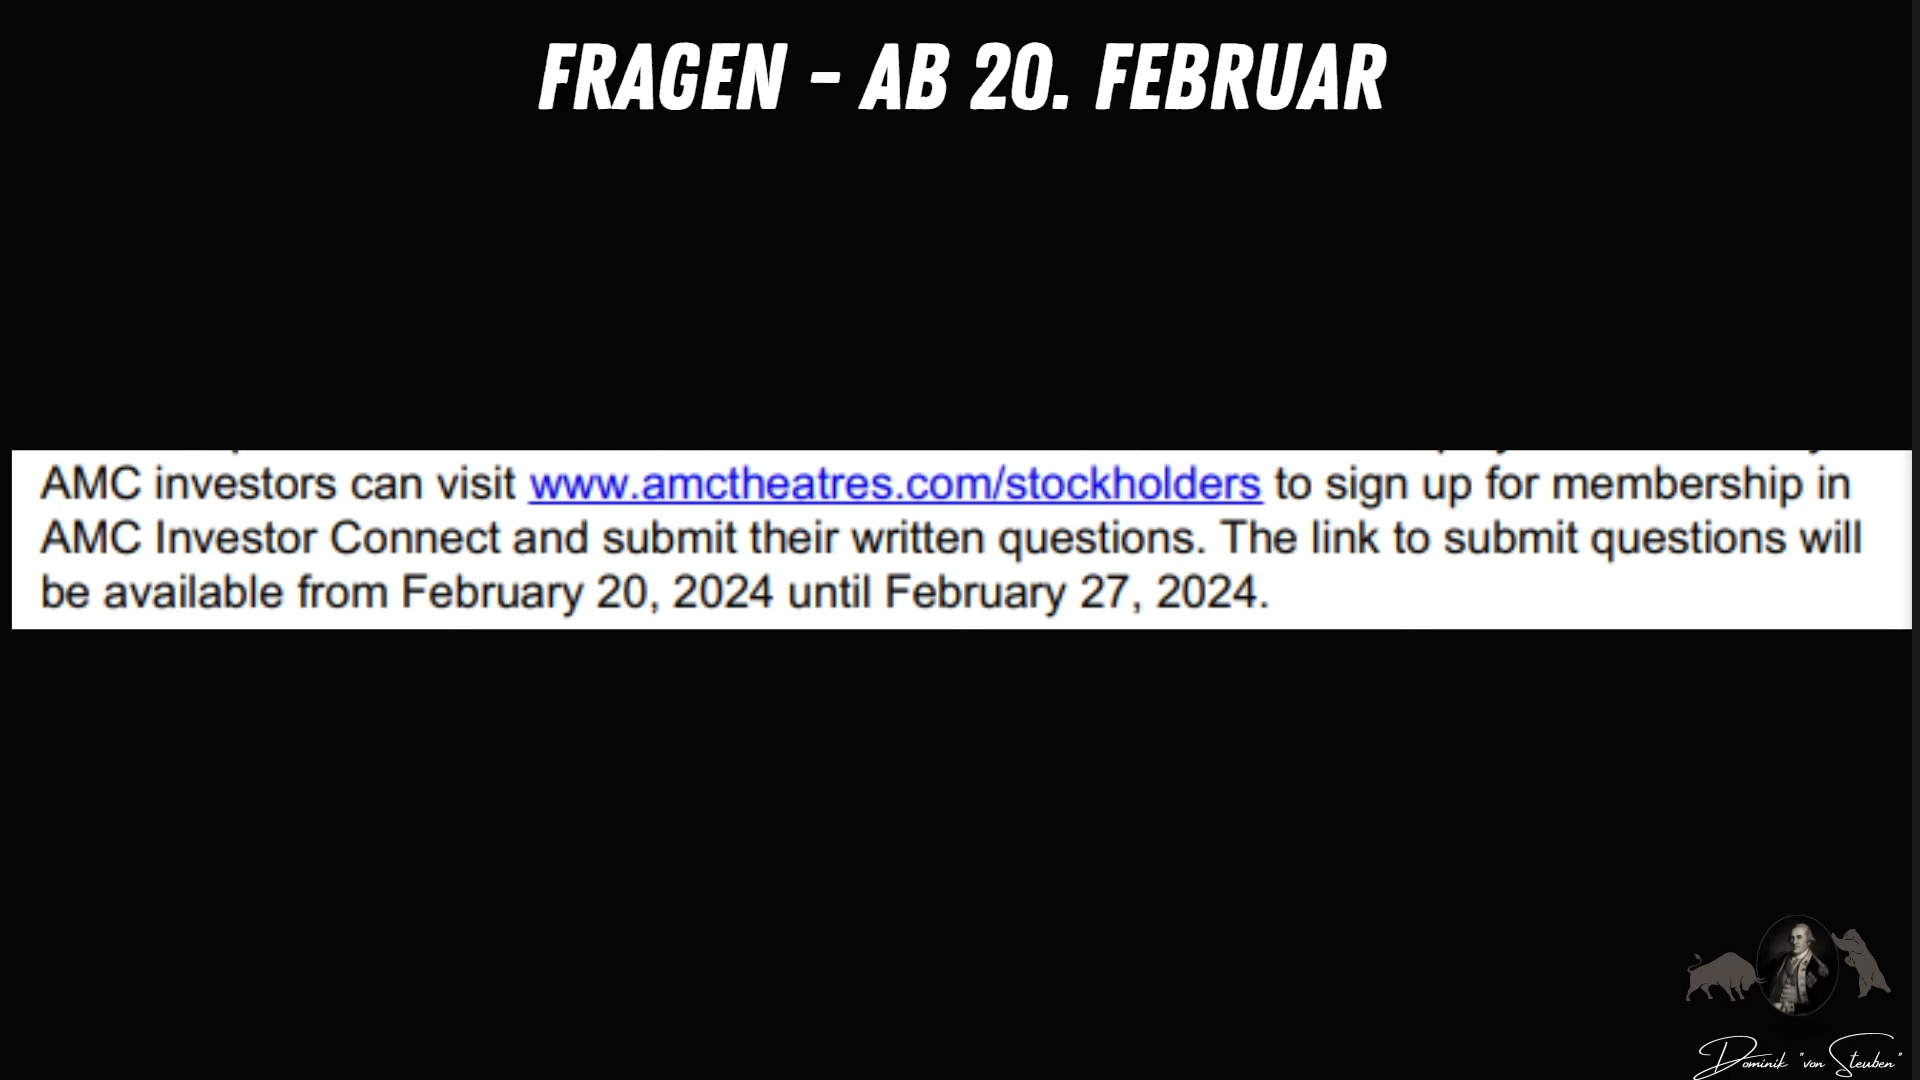 FRAGEN - AB 20. FEBRUAR
AMC investors can visit www.amctheatres.com/stockholders to sign up for membership in
AMC Investor Connect and submit their written questions. The link to submit questions will
be available from February 20, 2024 until February 27, 2024.
Dominik "von Steuben"